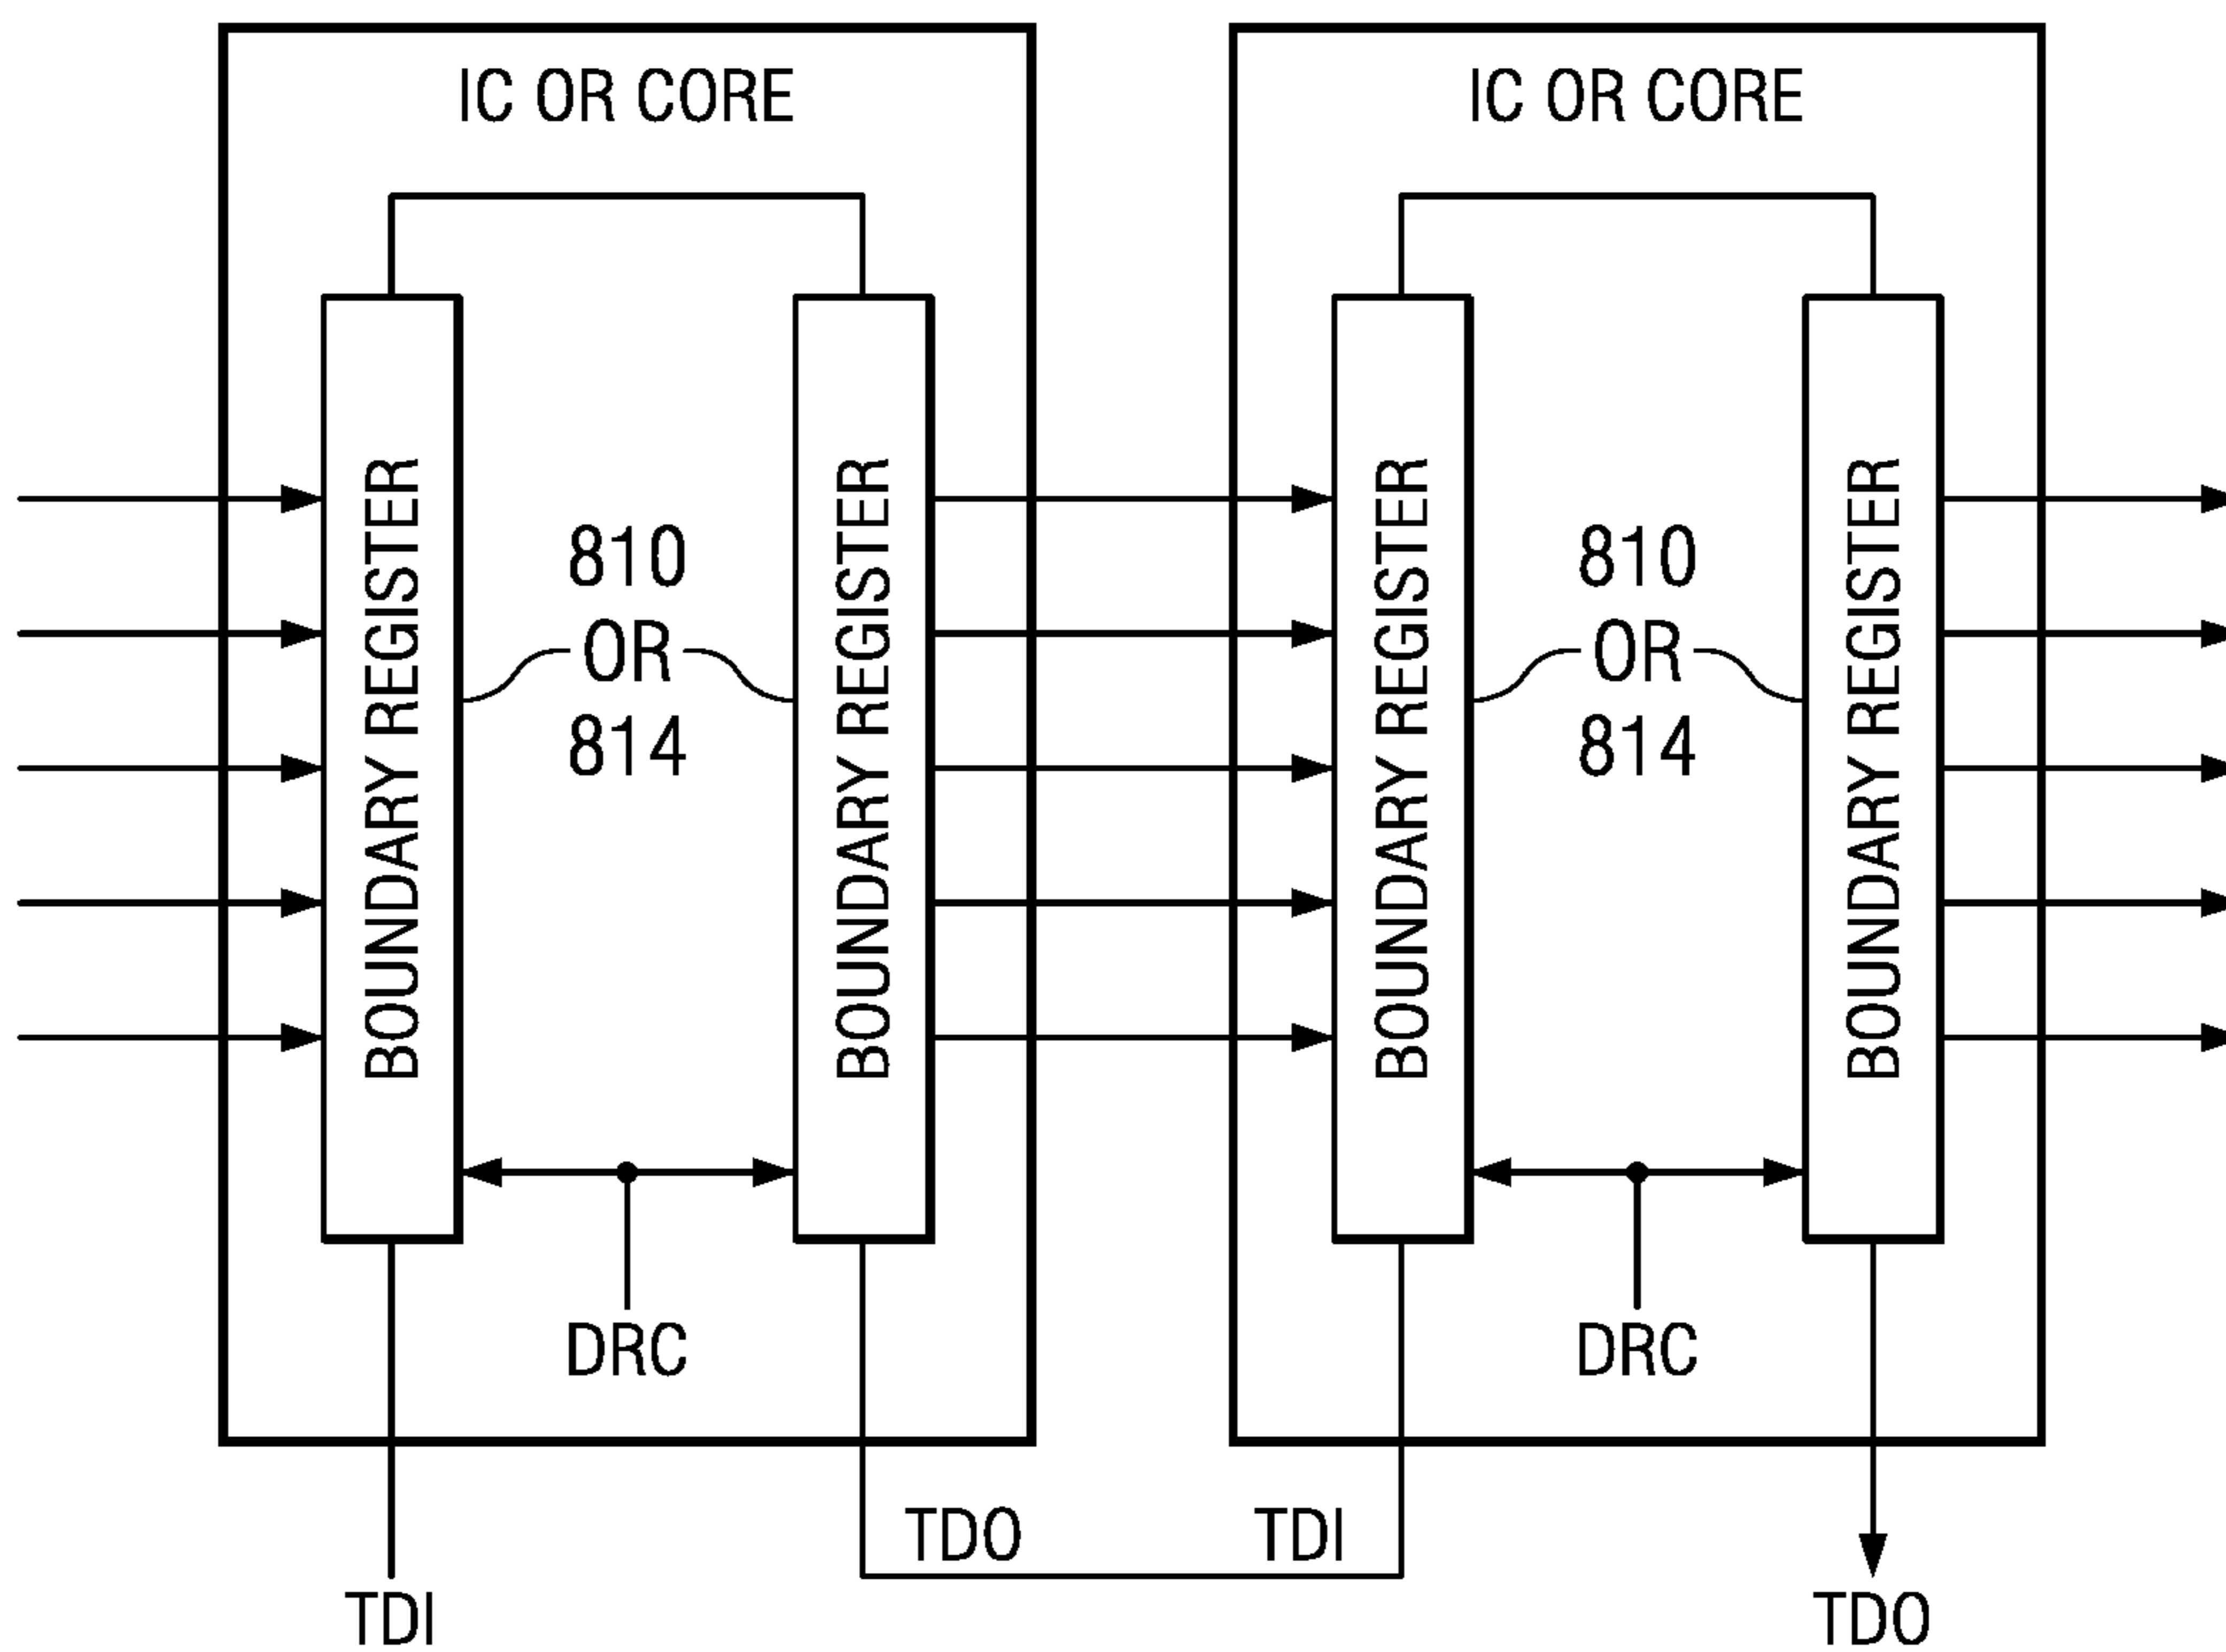 IC OR CORE
BOUNDARY REGISTER
810
OR
814
BOUNDARY REGISTER
DRC
IC OR CORE
BOUNDARY REGISTER
810
OR
814
BOUNDARY REGISTER
DRC
TDO
TDI
TDI
TDO